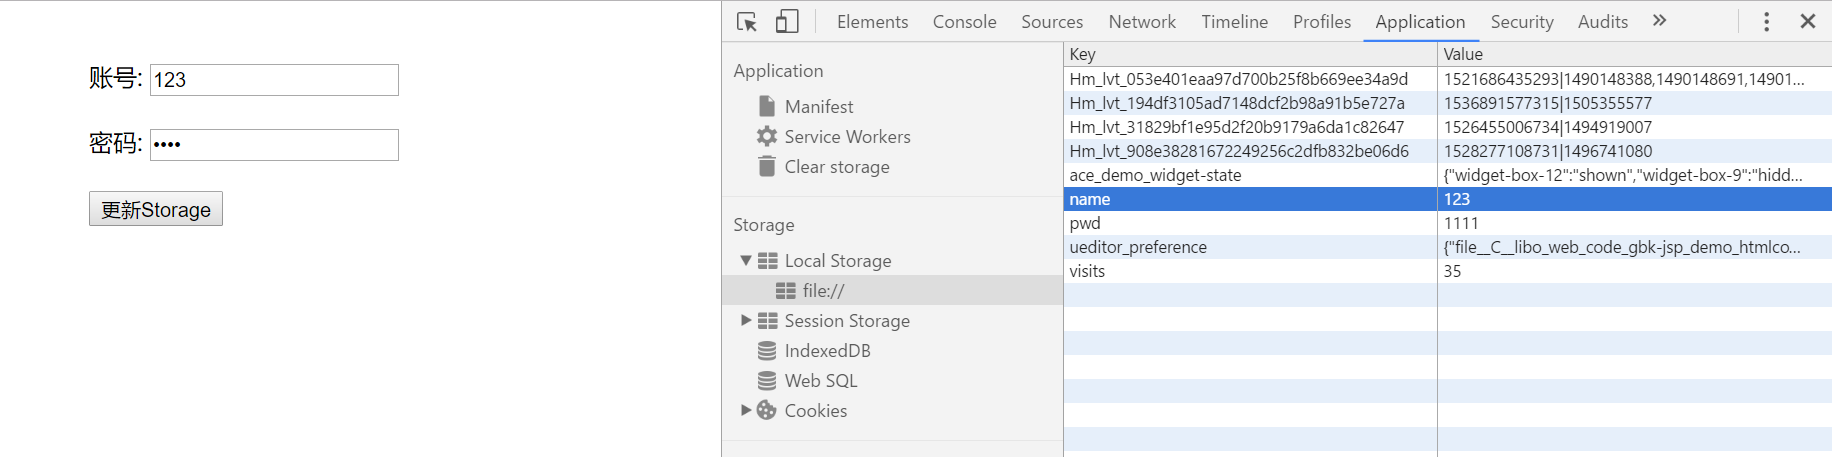 账号: 123
密码: ••••
更新Storage
Elements Console Sources Network Timeline Profiles Application Security Audits »
Application
Manifest
Service Workers
Clear storage
Storage
Local Storage
file://
Session Storage
IndexedDB
Web SQL
Cookies
Key Value
Hm_lvt_053e401eaa97d700b25f8b669ee34a9d 1521686435293|1490148388,1490148691,14901...
Hm_lvt_194df3105ad7148dcf2b98a91b5e727a 1536891577315|1505355577
Hm_lvt_31829bf1e95d2f20b9179a6da1c82647 1526455006734|1494919007
Hm_lvt_908e38281672249256c2dfb832be06d6 1528277108731|1496741080
ace_demo_widget-state {"widget-box-12":"shown","widget-box-9":"hidd...
name 123
pwd 1111
ueditor_preference {"file__C__libo_web_code_gbk-jsp_demo_htmlco...
visits 35